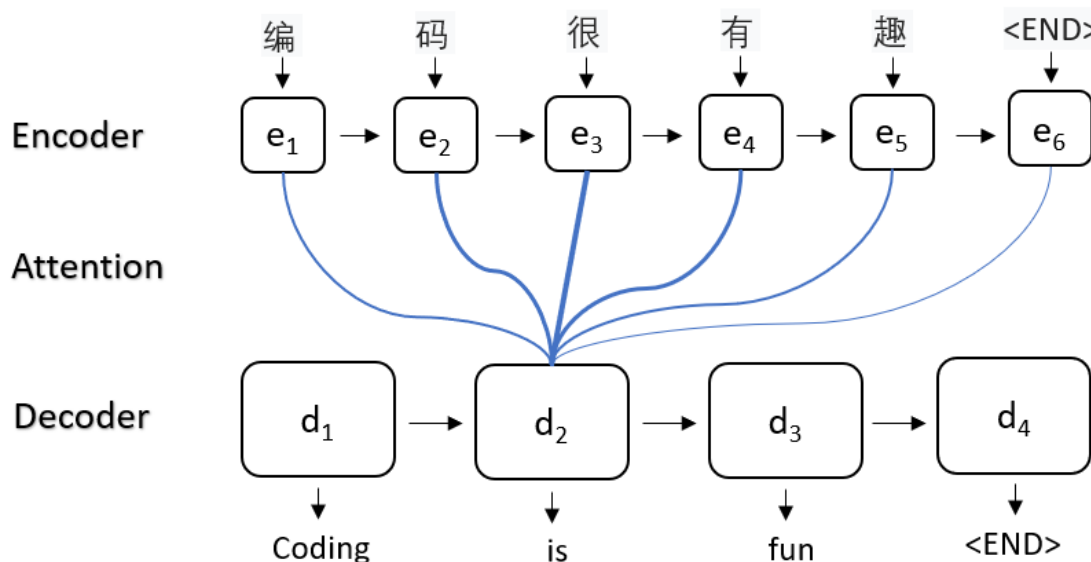 编 码 很 有 趣 <END>
Encoder e₁ e₂ e₃ e₄ e₅ e₆
Attention
Decoder d₁ d₂ d₃ d₄
Coding is fun <END>